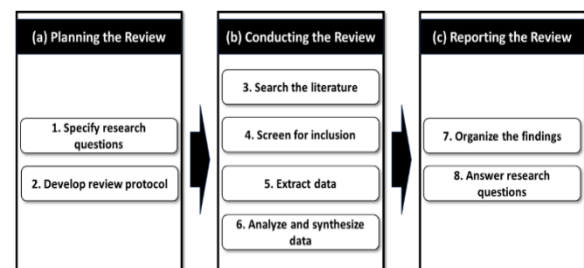 (a) Planning the Review
1. Specify research
questions
2. Develop review protocol
(b) Conducting the Review
3. Search the literature
4. Screen for inclusion
5. Extract data
6. Analyze and synthesize
data
(c) Reporting the Review
7. Organize the findings
8. Answer research
questions